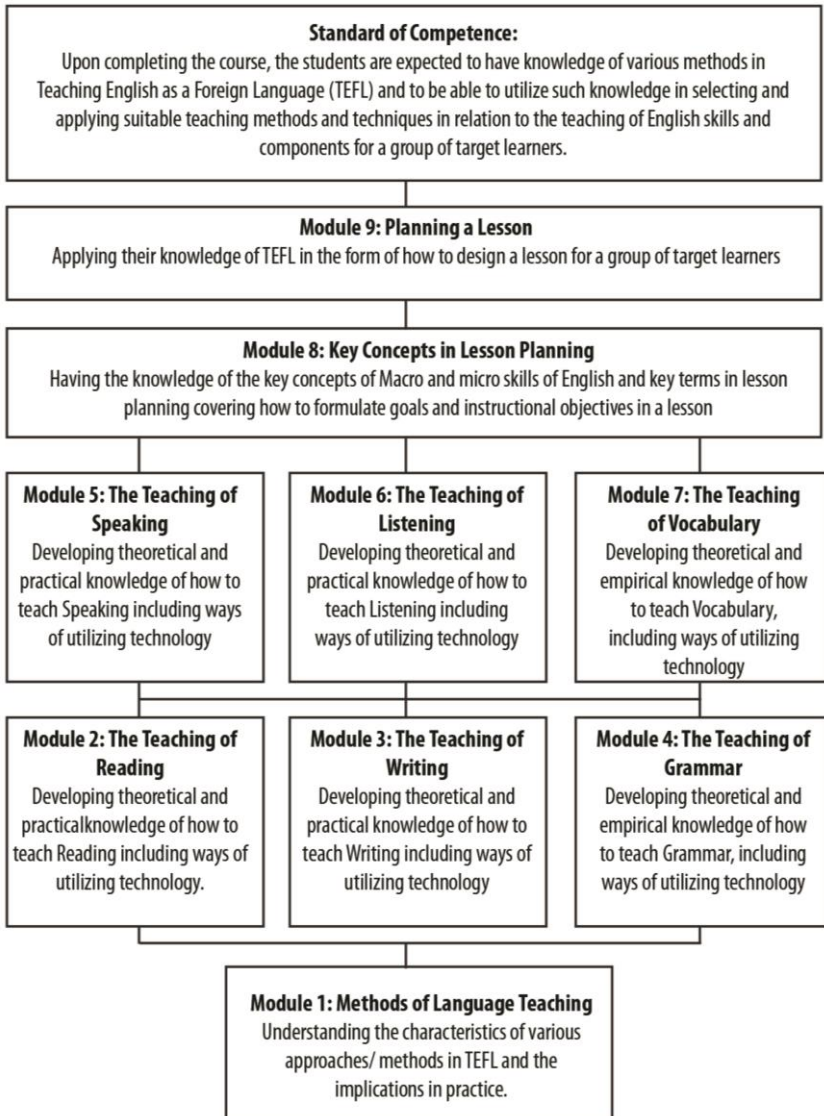 Standard of Competence:
Upon completing the course, the students are expected to have knowledge of various methods in
Teaching English as a Foreign Language (TEFL) and to be able to utilize such knowledge in selecting and
applying suitable teaching methods and techniques in relation to the teaching of English skills and
components for a group of target learners.
Module 9: Planning a Lesson
Applying their knowledge of TEFL in the form of how to design a lesson for a group of target learners
Module 8: Key Concepts in Lesson Planning
Having the knowledge of the key concepts of Macro and micro skills of English and key terms in lesson
planning covering how to formulate goals and instructional objectives in a lesson
Module 5: The Teaching of
Speaking
Developing theoretical and
practical knowledge of how to
teach Speaking including ways
of utilizing technology
Module 6: The Teaching of
Listening
Developing theoretical and
practical knowledge of how to
teach Listening including
ways of utilizing technology
Module 7: The Teaching
of Vocabulary
Developing theoretical and
empirical knowledge of how
to teach Vocabulary,
including ways of utilizing
technology
Module 2: The Teaching of
Reading
Developing theoretical and
practicalknowledge of how to
teach Reading including ways of
utilizing technology.
Module 3: The Teaching of
Writing
Developing theoretical and
practical knowledge of how to
teach Writing including ways of
utilizing technology
Module 4: The Teaching of
Grammar
Developing theoretical and
empirical knowledge of how
to teach Grammar, including
ways of utilizing technology
Module 1: Methods of Language Teaching
Understanding the characteristics of various
approaches/ methods in TEFL and the
implications in practice.